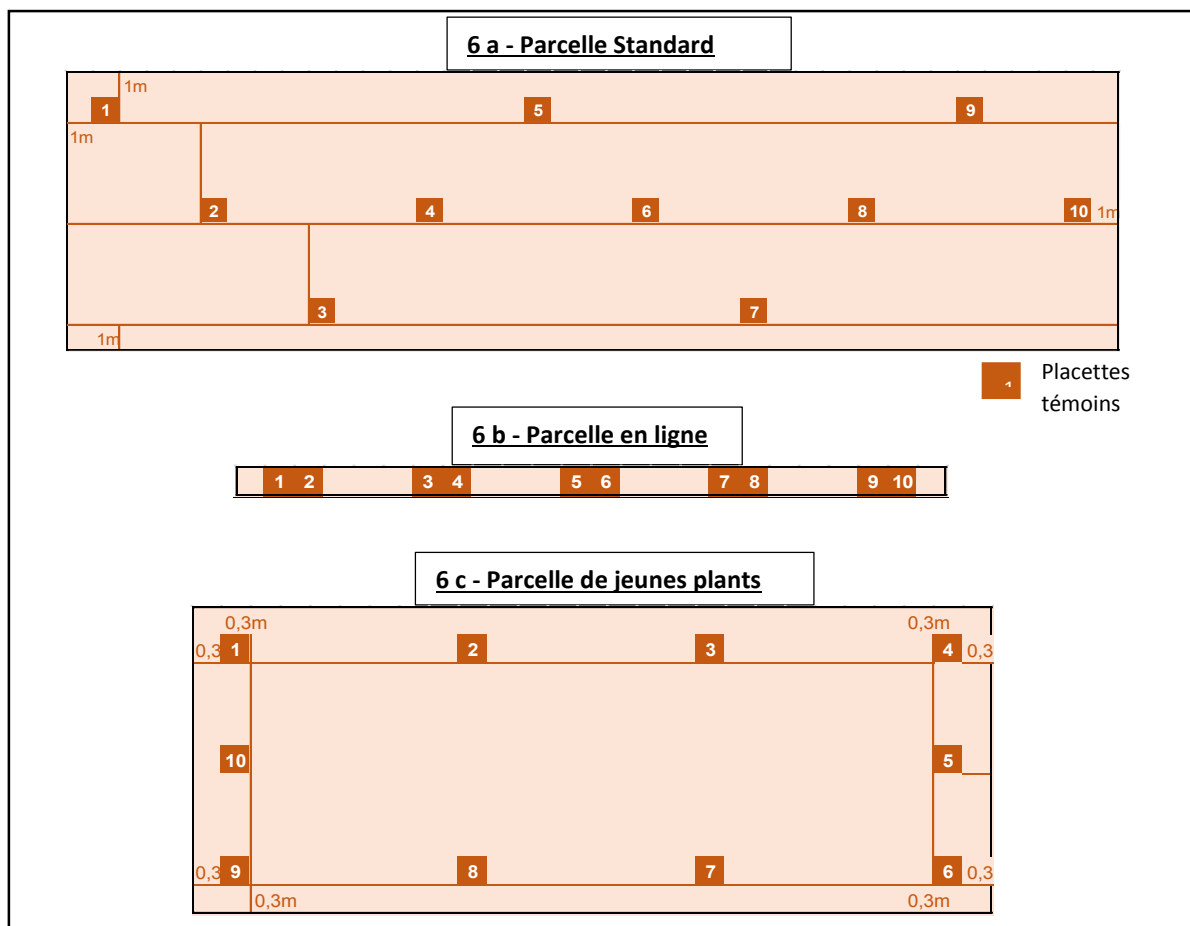 6 a - Parcelle Standard
1m
1 5 9
1m
2 4 6 8 10 1m
3 7
1m
1 Placettes
témoins
6 b - Parcelle en ligne
1 2 3 4 5 6 7 8 9 10
6 c - Parcelle de jeunes plants
0,3m 0,3m
0,3 1 2 3 4 0,3
10 5
0,3 9 8 7 6 0,3
0,3m 0,3m